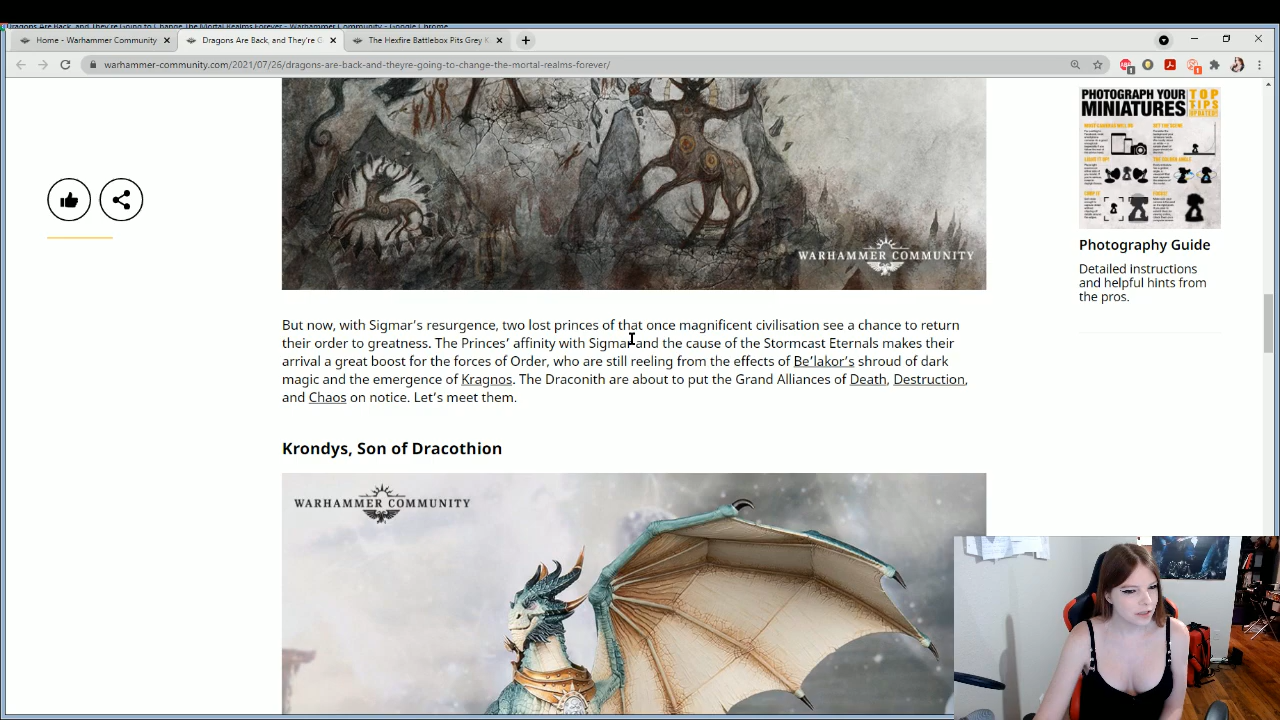 Dragons Are Back, and They're Going to Change The Mortal Realms Forever - Warhammer Community - Google Chrome
Home - Warhammer Community
Dragons Are Back, and They're G
The Hexfire Battlebox Pits Grey K
warhammer-community.com/2021/07/26/dragons-are-back-and-theyre-going-to-change-the-mortal-realms-forever/
WARHAMMER COMMUNITY
PHOTOGRAPH YOUR
MINIATURES
TOP
TIPS
UPDATED!
Photography Guide
Detailed instructions
and helpful hints from
the pros.
But now, with Sigmar’s resurgence, two lost princes of that once magnificent civilisation see a chance to return
their order to greatness. The Princes’ affinity with Sigmar and the cause of the Stormcast Eternals makes their
arrival a great boost for the forces of Order, who are still reeling from the effects of Be’lakor’s shroud of dark
magic and the emergence of Kragnos. The Draconith are about to put the Grand Alliances of Death, Destruction,
and Chaos on notice. Let’s meet them.
Krondys, Son of Dracothion
WARHAMMER COMMUNITY